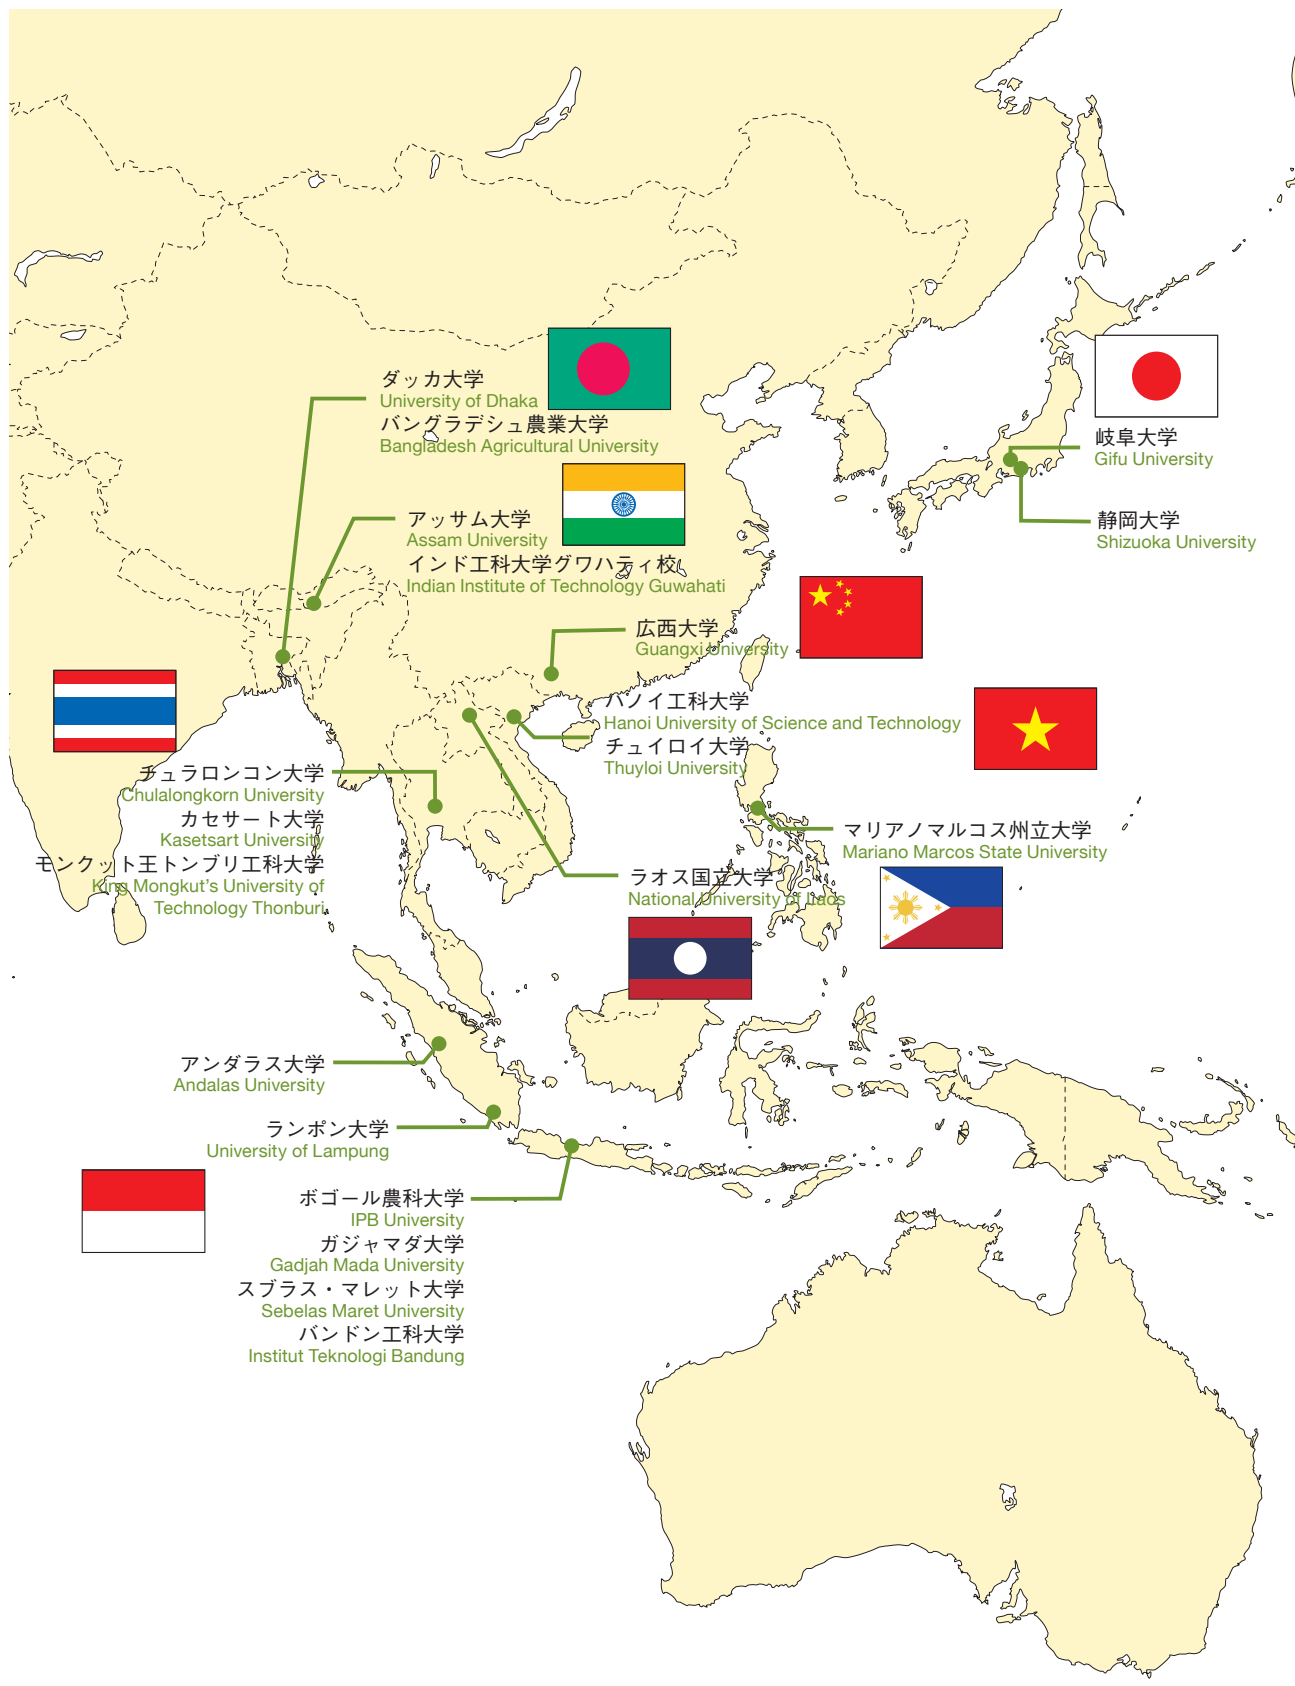 ダッカ大学
University of Dhaka
バングラデシュ農業大学
Bangladesh Agricultural University
岐阜大学
Gifu University
アッサム大学
Assam University
インド工科大学グワハティ校
Indian Institute of Technology Guwahati
静岡大学
Shizuoka University
広西大学
Guangxi University
ハノイ工科大学
Hanoi University of Science and Technology
チュイロイ大学
Thuyloi University
チュラロンコン大学
Chulalongkorn University
カセサート大学
Kasetsart University
モンクット王トンブリ工科大学
King Mongkut's University of
Technology Thonburi
マリアノマルコス州立大学
Mariano Marcos State University
ラオス国立大学
National University of Laos
アンダラス大学
Andalas University
ランポン大学
University of Lampung
ボゴール農科大学
IPB University
ガジャマダ大学
Gadjah Mada University
スブラス・マレット大学
Sebelas Maret University
バンドン工科大学
Institut Teknologi Bandung